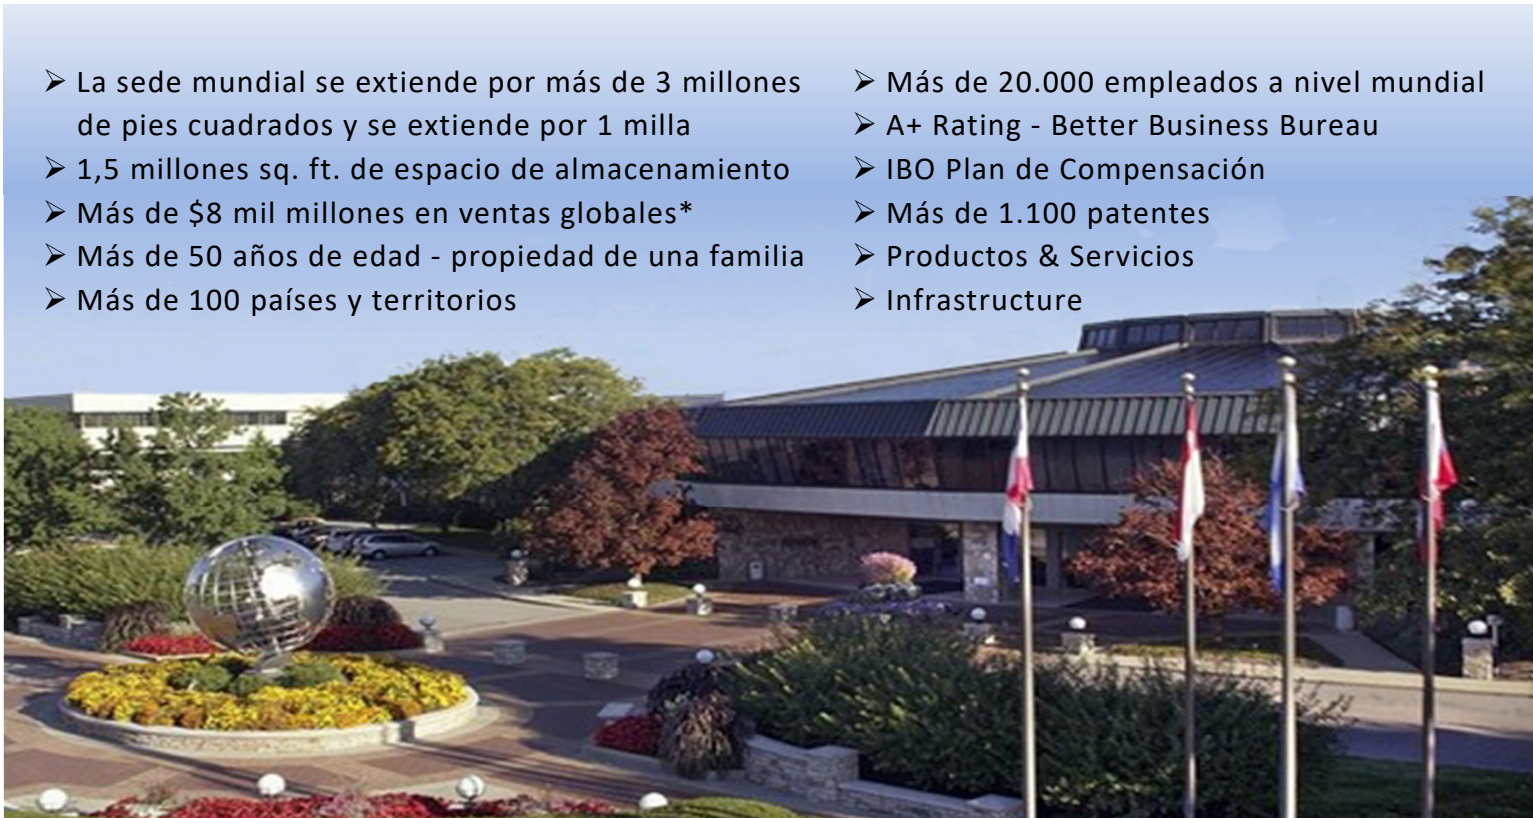 ➢ La sede mundial se extiende por más de 3 millones
de pies cuadrados y se extiende por 1 milla
➢ 1,5 millones sq. ft. de espacio de almacenamiento
➢ Más de $8 mil millones en ventas globales*
➢ Más de 50 años de edad - propiedad de una familia
➢ Más de 100 países y territorios
➢ Más de 20.000 empleados a nivel mundial
➢ A+ Rating - Better Business Bureau
➢ IBO Plan de Compensación
➢ Más de 1.100 patentes
➢ Productos & Servicios
➢ Infrastructure